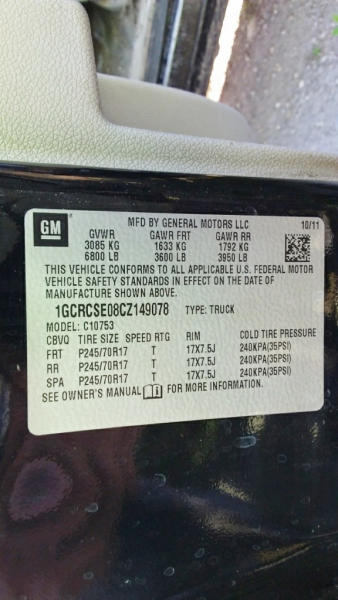 GM MFD BY GENERAL MOTORS LLC 10/11
GVWR GAWR FRT GAWR RR
3085 KG 1633 KG 1792 KG
6800 LB 3600 LB 3950 LB
THIS VEHICLE CONFORMS TO ALL APPLICABLE U.S. FEDERAL MOTOR
VEHICLE SAFETY STANDARDS IN EFFECT ON THE DATE OF
MANUFACTURE SHOWN ABOVE.
1GCRCSE08CZ149078 TYPE: TRUCK
MODEL: C10753
CBVQ TIRE SIZE SPEED RTG RIM COLD TIRE PRESSURE
FRT P245/70R17 T 17X7.5J 240KPA(35PSI)
RR P245/70R17 T 17X7.5J 240KPA(35PSI)
SPA P245/70R17 T 17X7.5J 240KPA(35PSI)
SEE OWNER'S MANUAL FOR MORE INFORMATION